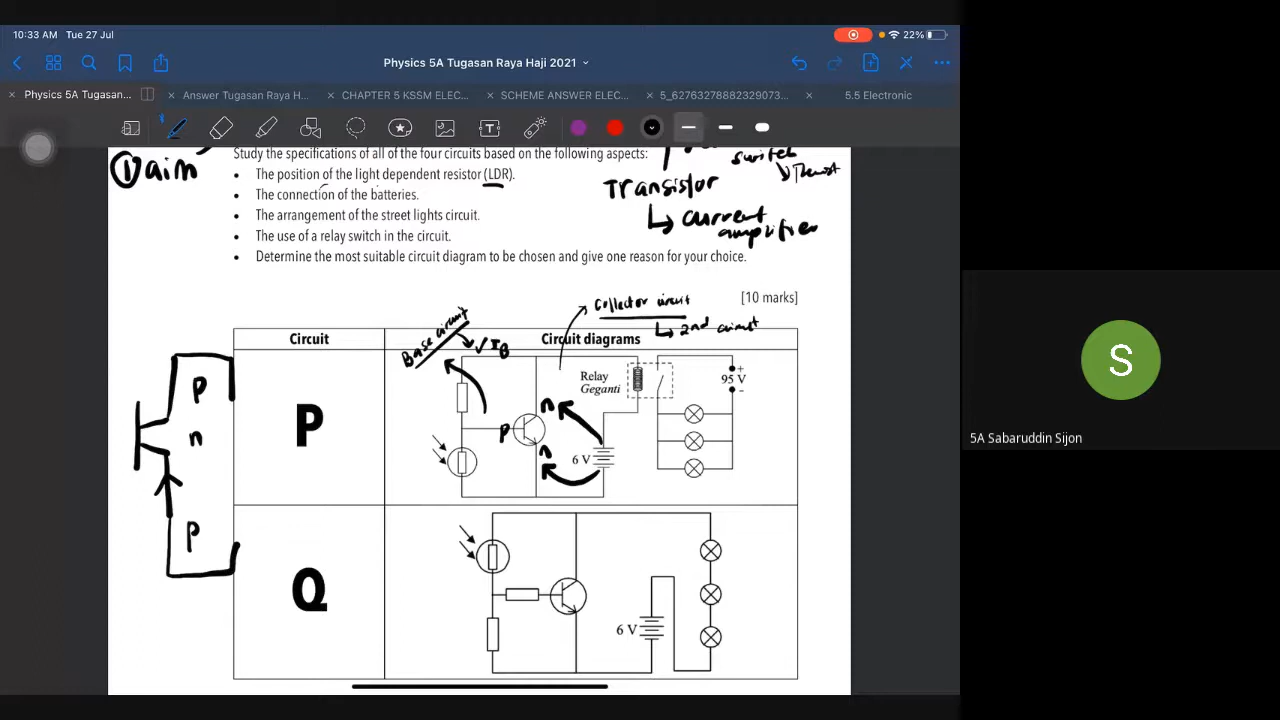 10:33 AM Tue 27 Jul
22%
Physics 5A Tugasan Raya Haji 2021
Physics 5A Tugasan...
Answer Tugasan Raya H...
CHAPTER 5 KSSM ELEC...
SCHEME ANSWER ELEC...
5_62763278882329073...
5.5 Electronic
① aim
Study the specifications of all of the four circuits based on the following aspects:
• The position of the light dependent resistor (LDR).
• The connection of the batteries.
• The arrangement of the street lights circuit.
• The use of a relay switch in the circuit.
• Determine the most suitable circuit diagram to be chosen and give one reason for your choice.
switch
Transistor
↳ current
amplifier
[10 marks]
Collector circuit
↳ 2nd circuit
Base circuit
✓ IB
Circuit
Circuit diagrams
P
Relay
Geganti
95 V
+
-
n
p
n
6 V
p
n
p
Q
6 V
S
5A Sabaruddin Sijon